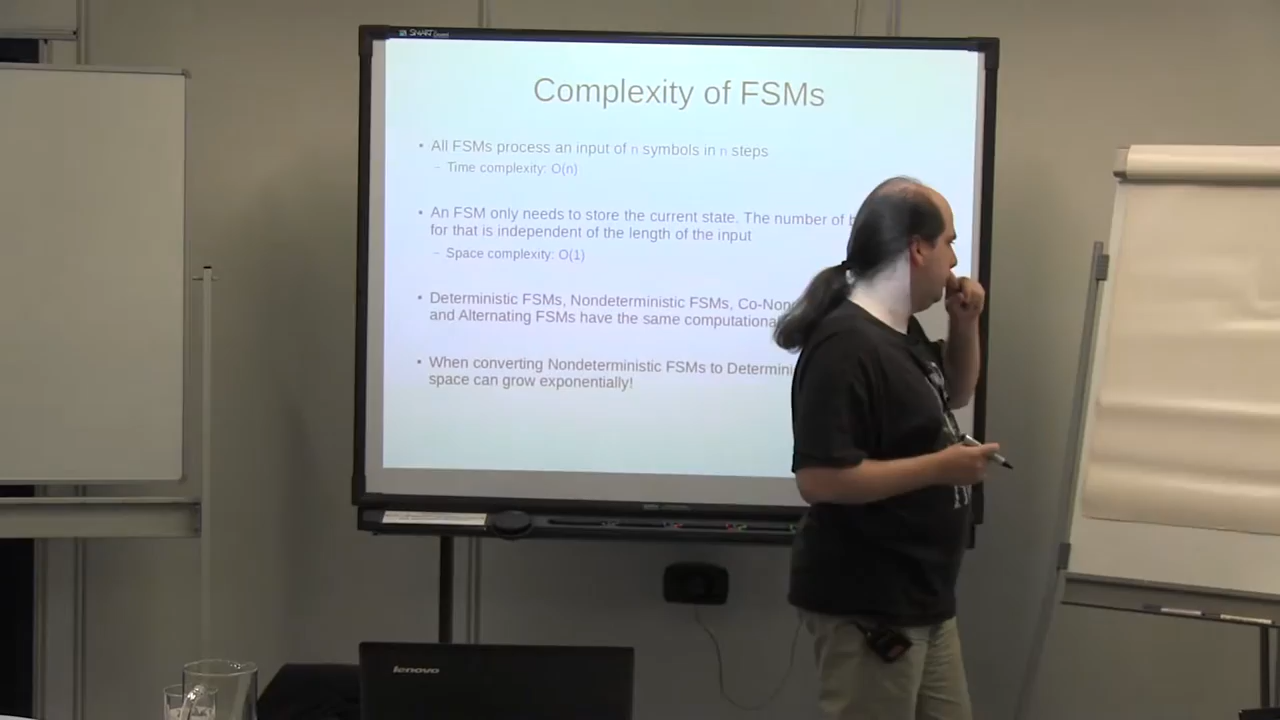 SMART Board
Complexity of FSMs
• All FSMs process an input of n symbols in n steps
– Time complexity: O(n)
• An FSM only needs to store the current state. The number of
for that is independent of the length of the input
– Space complexity: O(1)
• Deterministic FSMs, Nondeterministic FSMs,
and Alternating FSMs have the same computational
• When converting Nondeterministic FSMs to
space can grow exponentially!
lenovo